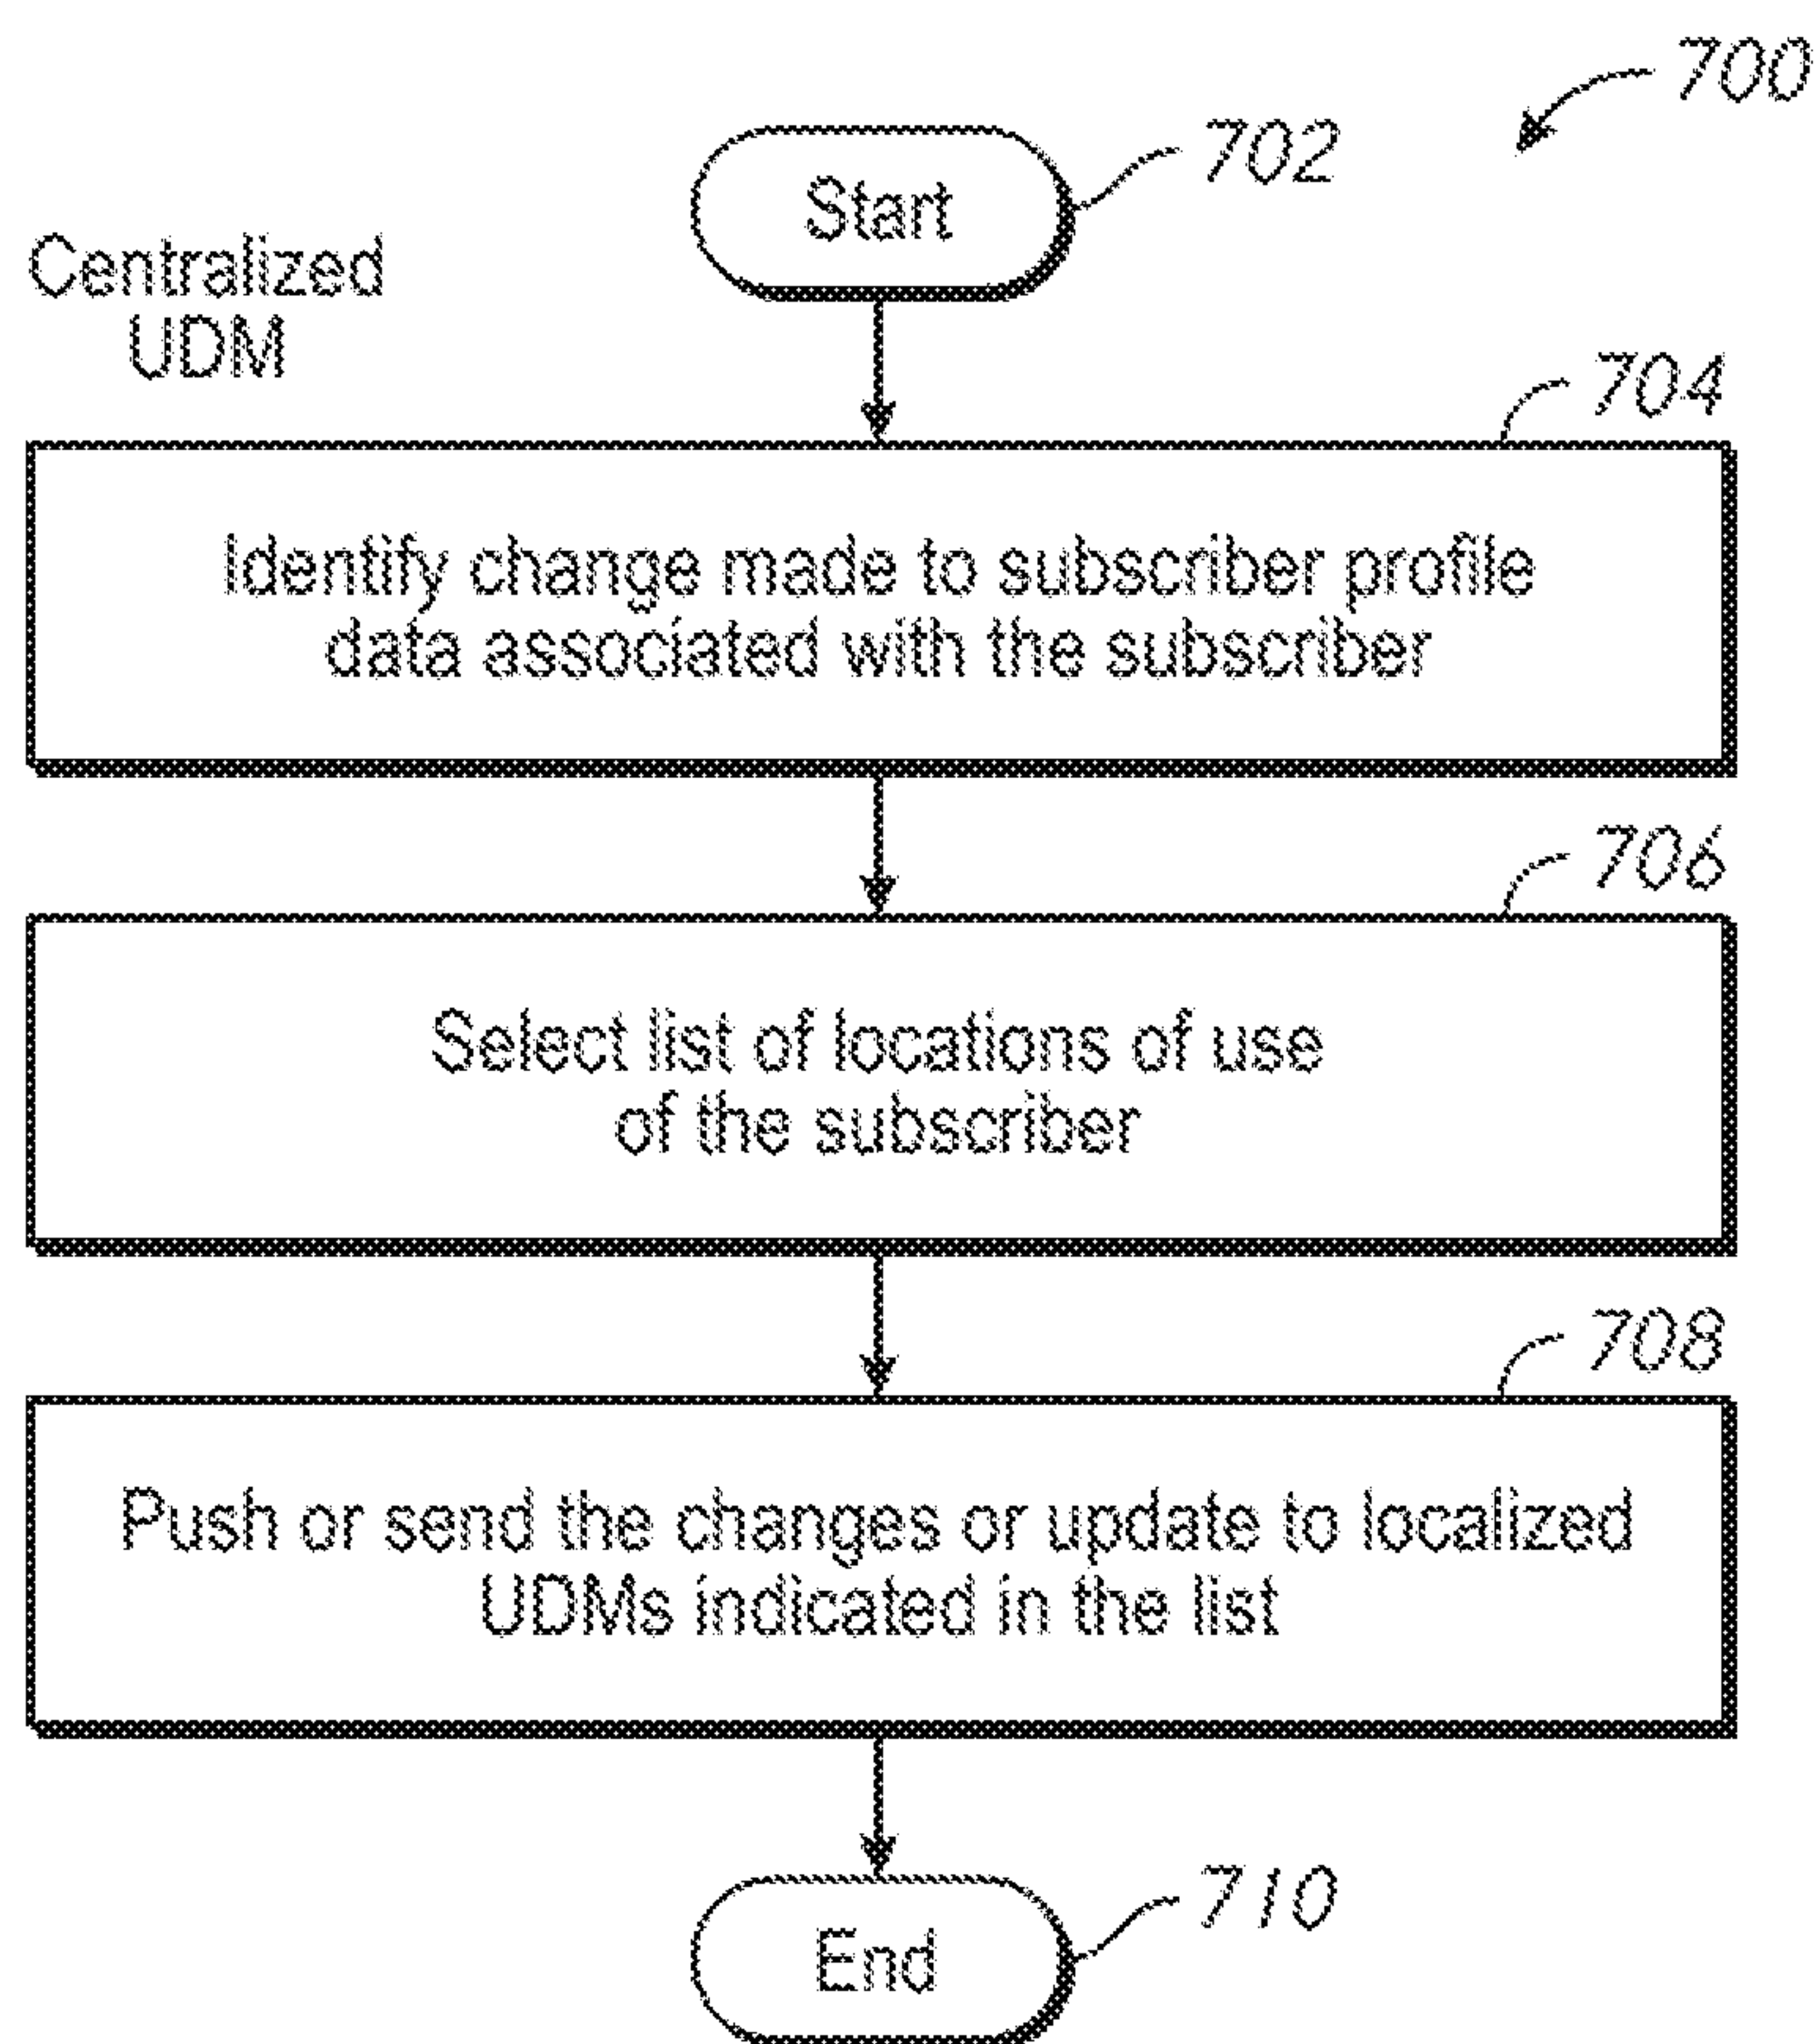 700
702
Start
Centralized
UDM
704
Identify change made to subscriber profile
data associated with the subscriber
706
Select list of locations of use
of the subscriber
708
Push or send the changes or update to localized
UDMs indicated in the list
710
End